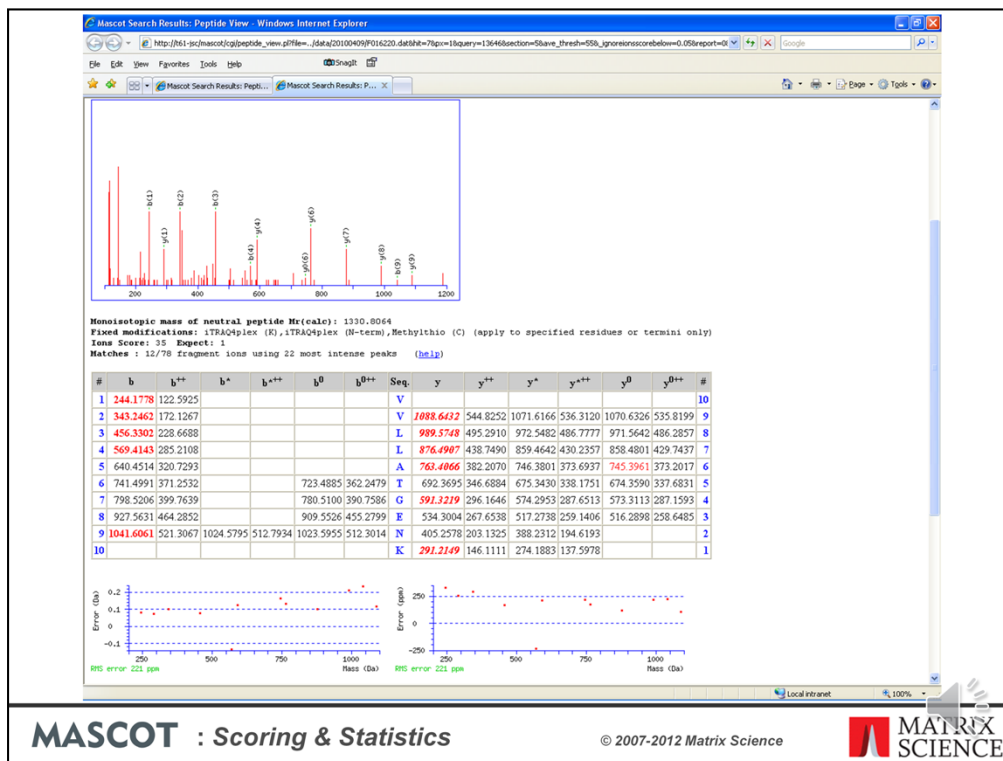 Mascot Search Results: Peptide View - Windows Internet Explorer
http://t61-jsc/mascot/cgi/peptide_view.pl?file=../data/20100409/F016220.dat&hit=7&px=1&query=13646&section=5&ave_thresh=55&_ignoreionsscorebelow=0.05&report=0
Google
File Edit View Favorites Tools Help
SnagIt
Mascot Search Results: Pepti...
Mascot Search Results: P... X
Page Tools
b(1) b(2) b(3) y(1) b(4) y(4) y0(6) y(6) y(7) y(8) b(9) y(9)
200 400 600 800 1000 1200
Monoisotopic mass of neutral peptide Mr(calc): 1330.8064
Fixed modifications: iTRAQ4plex (K),iTRAQ4plex (N-term),Methylthio (C) (apply to specified residues or termini only)
Ions Score: 35 Expect: 1
Matches : 12/78 fragment ions using 22 most intense peaks (help)
# b b++ b* b*++ b0 b0++ Seq. y y++ y* y*++ y0 y0++ #
1 244.1778 122.5925 V 10
2 343.2462 172.1267 V 1088.6432 544.8252 1071.6166 536.3120 1070.6326 535.8199 9
3 456.3302 228.6688 L 989.5748 495.2910 972.5482 486.7777 971.5642 486.2857 8
4 569.4143 285.2108 L 876.4907 438.7490 859.4642 430.2357 858.4801 429.7437 7
5 640.4514 320.7293 A 763.4066 382.2070 746.3801 373.6937 745.3961 373.2017 6
6 741.4991 371.2532 723.4885 362.2479 T 692.3695 346.6884 675.3430 338.1751 674.3590 337.6831 5
7 798.5206 399.7639 780.5100 390.7586 G 591.3219 296.1646 574.2953 287.6513 573.3113 287.1593 4
8 927.5631 464.2852 909.5526 455.2799 E 534.3004 267.6538 517.2738 259.1406 516.2898 258.6485 3
9 1041.6061 521.3067 1024.5795 512.7934 1023.5955 512.3014 N 405.2578 203.1325 388.2312 194.6193 2
10 K 291.2149 146.1111 274.1883 137.5978 1
Error (Da)
0.2
0.1
0
-0.1
250 500 750 1000
RMS error 221 ppm
Mass (Da)
Error (ppm)
250
0
-250
250 500 750 1000
RMS error 221 ppm
Mass (Da)
Local intranet
100%
MASCOT : Scoring & Statistics
© 2007-2012 Matrix Science
MATRIX
SCIENCE